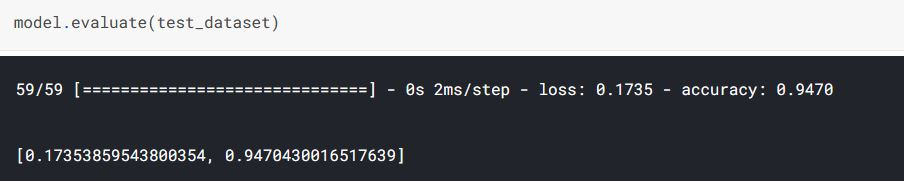 model.evaluate(test_dataset)
59/59 [==============================] - 0s 2ms/step - loss: 0.1735 - accuracy: 0.9470
[0.17353859543800354, 0.9470430016517639]